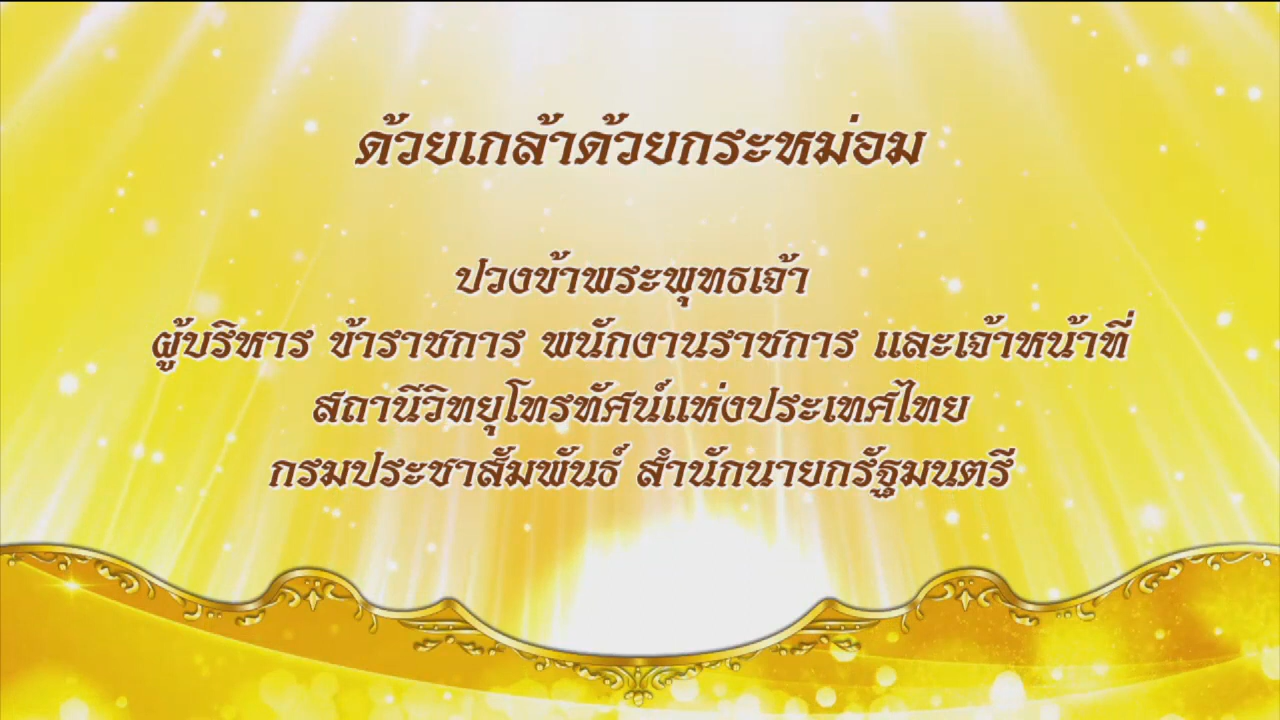 ด้วยเกล้าด้วยกระหม่อม
ปวงข้าพระพุทธเจ้า
ผู้บริหาร ข้าราชการ พนักงานราชการ และเจ้าหน้าที่
สถานีวิทยุโทรทัศน์แห่งประเทศไทย
กรมประชาสัมพันธ์ สำนักนายกรัฐมนตรี